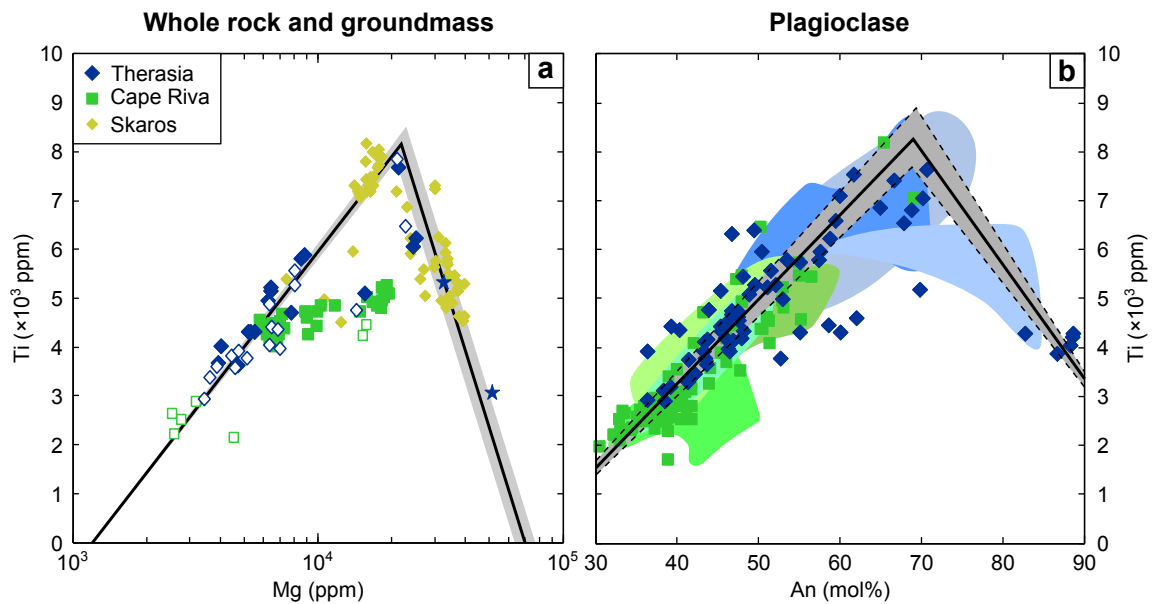 Whole rock and groundmass
Plagioclase
a
b
Therasia
Cape Riva
Skaros
10
9
8
7
6
5
4
3
2
1
0
Ti (×10³ ppm)
10³
10⁴
10⁵
Mg (ppm)
30
40
50
60
70
80
90
An (mol%)
10
9
8
7
6
5
4
3
2
1
0
Ti (×10³ ppm)